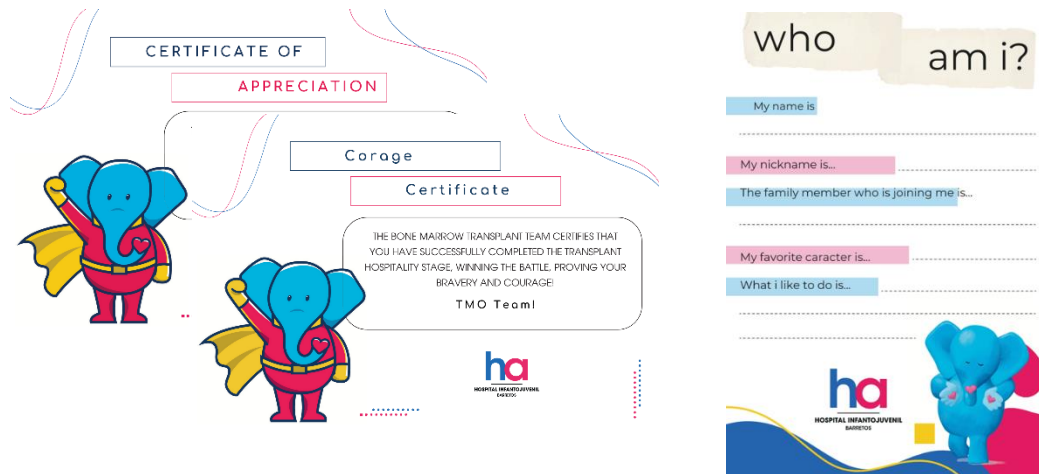 CERTIFICATE OF
APPRECIATION
Corage
Certificate
THE BONE MARROW TRANSPLANT TEAM CERTIFIES THAT
YOU HAVE SUCCESSFULLY COMPLETED THE TRANSPLANT
HOSPITALITY STAGE, WINNING THE BATTLE, PROVING YOUR
BRAVERY AND COURAGE!
TMO Team!
ha
HOSPITAL INFANTOJUVENIL
BARRETOS
who
am i?
My name is
My nickname is...
The family member who is joining me is...
My favorite caracter is...
What i like to do is...
ha
HOSPITAL INFANTOJUVENIL
BARRETOS